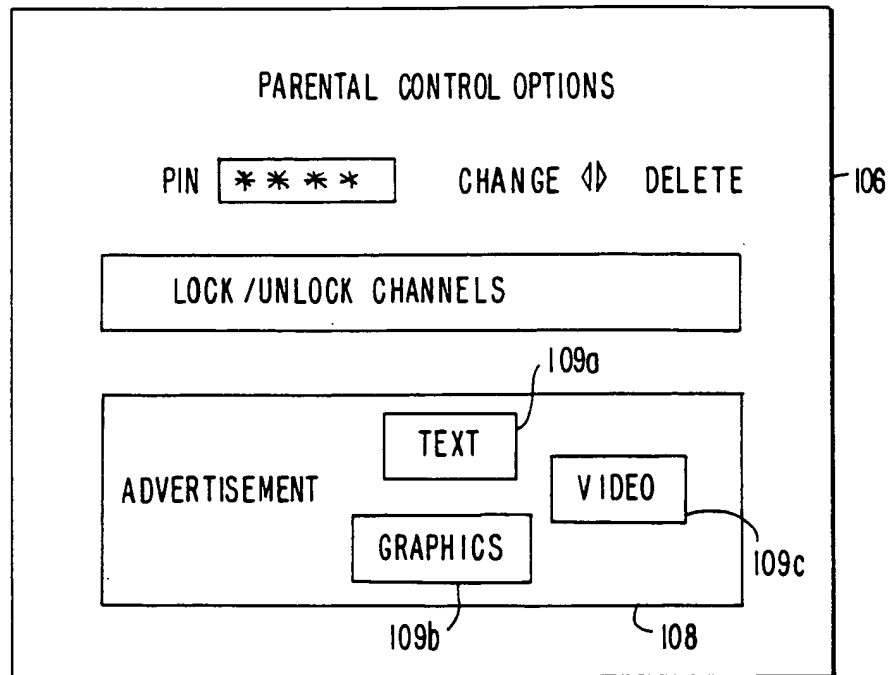 PARENTAL CONTROL OPTIONS
PIN **** CHANGE ◁▷ DELETE
106
LOCK/UNLOCK CHANNELS
109a
TEXT
ADVERTISEMENT
VIDEO
GRAPHICS
109c
109b
108